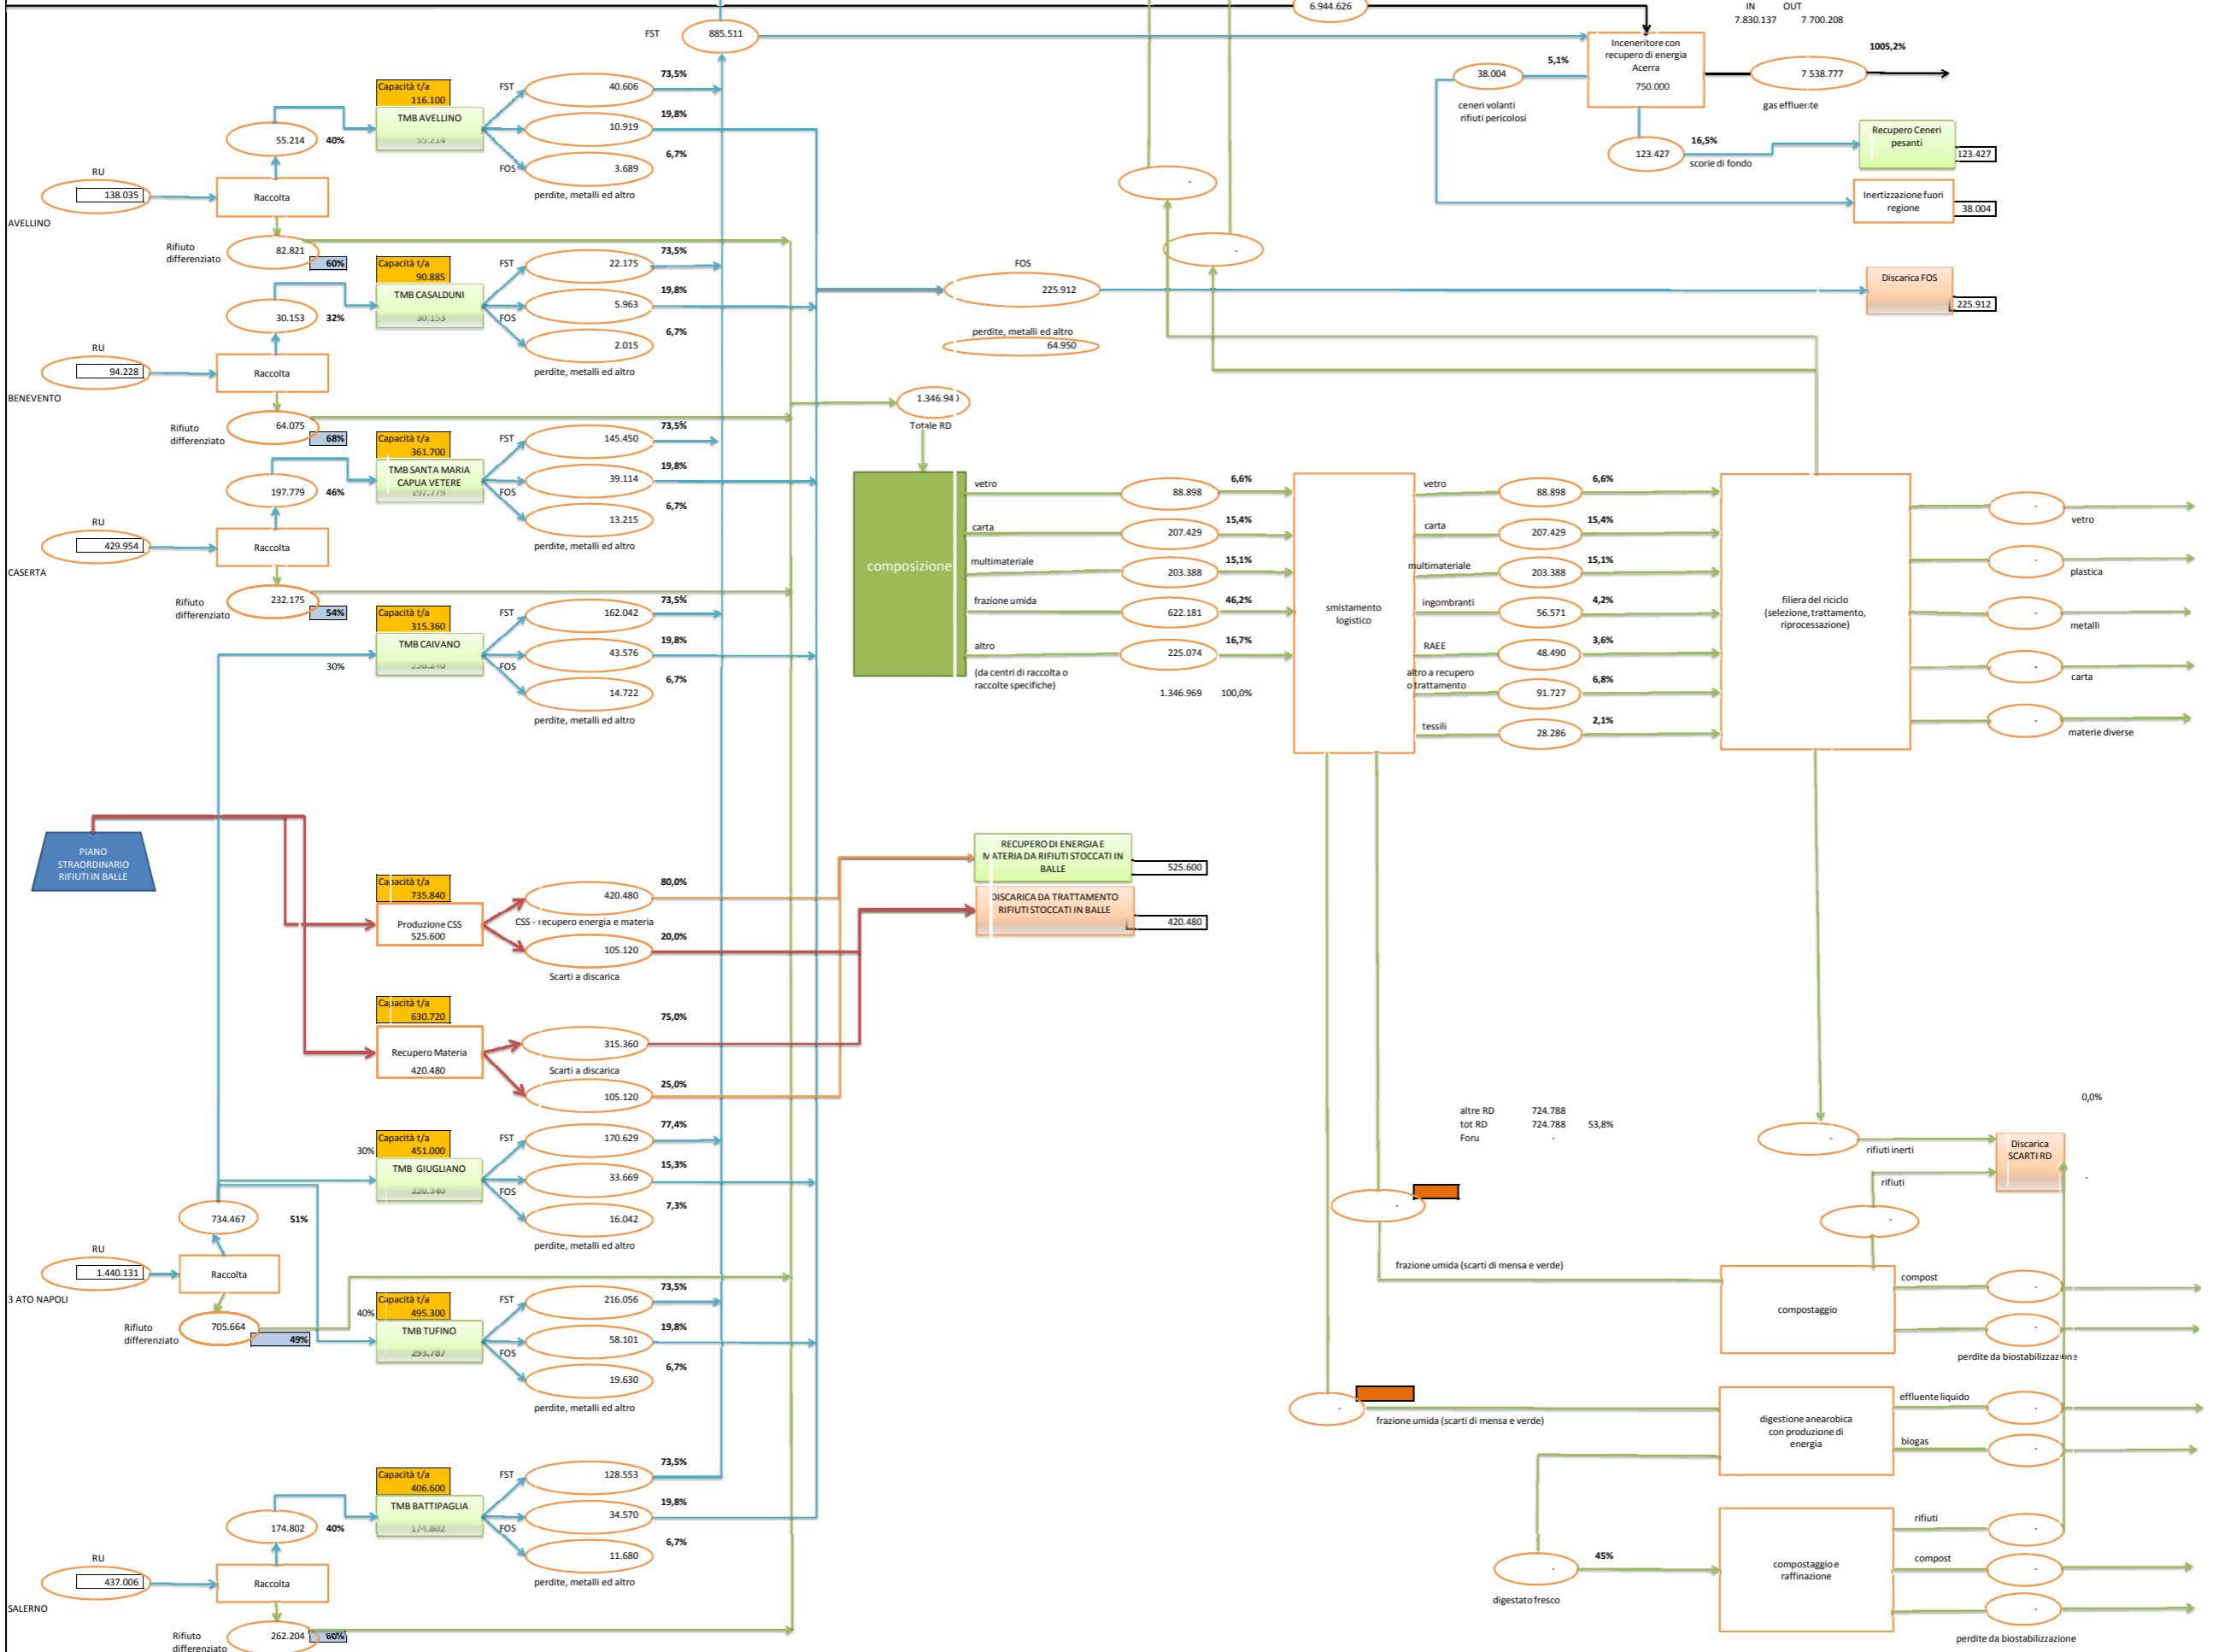 6.944.626
IN OUT
7.830.137 7.700.208
FST
885.511
Inceneritore con
recupero di energia
Acerra
750.000
5,1%
38.004
ceneri volanti
rifiuti pericolosi
1005,2%
7.538.777
gas effluente
123.427
16,5%
scorie di fondo
Recupero Ceneri
pesanti
123.427
Inertizzazione fuori
regione
38.004
Capacità t/a
116.100
TMB AVELLINO
55.214
FST
40.606
73,5%
10.919
19,8%
FOS
3.689
6,7%
perdite, metalli ed altro
55.214
40%
RU
138.035
Raccolta
AVELLINO
Rifiuto
differenziato
82.821
60%
Capacità t/a
90.885
TMB CASALDUNI
30.153
FST
22.175
73,5%
5.963
19,8%
FOS
2.015
6,7%
perdite, metalli ed altro
30.153
32%
RU
94.228
Raccolta
BENEVENTO
Rifiuto
differenziato
64.075
68%
FOS
225.912
perdite, metalli ed altro
64.950
Discarica FOS
225.912
-
-
1.346.94
Totale RD
Capacità t/a
361.700
TMB SANTA MARIA
CAPUA VETERE
197.779
FST
145.450
73,5%
39.114
19,8%
FOS
13.215
6,7%
perdite, metalli ed altro
197.779
46%
RU
429.954
Raccolta
CASERTA
Rifiuto
differenziato
232.175
54%
Capacità t/a
315.360
TMB CAIVANO
220.340
30%
FST
162.042
73,5%
43.576
19,8%
FOS
14.722
6,7%
perdite, metalli ed altro
composizione
vetro
88.898
6,6%
carta
207.429
15,4%
multimateriale
203.388
15,1%
frazione umida
622.181
46,2%
altro
225.074
16,7%
(da centri di raccolta o
raccolte specifiche)
1.346.969 100,0%
smistamento
logistico
vetro
88.898
6,6%
carta
207.429
15,4%
multimateriale
203.388
15,1%
ingombranti
56.571
4,2%
RAEE
48.490
3,6%
altro a recupero
o trattamento
91.727
6,8%
tessili
28.286
2,1%
filiera del riciclo
(selezione, trattamento,
riprocessazione)
-
vetro
-
plastica
-
metalli
-
carta
-
materie diverse
PIANO
STRAORDINARIO
RIFIUTI IN BALLE
Capacità t/a
735.840
Produzione CSS
525.600
420.480
80,0%
CSS - recupero energia e materia
105.120
20,0%
Scarti a discarica
RECUPERO DI ENERGIA E
MATERIA DA RIFIUTI STOCCATI IN
BALLE
525.600
DISCARICA DA TRATTAMENTO
RIFIUTI STOCCATI IN BALLE
420.480
Capacità t/a
630.720
Recupero Materia
420.480
315.360
75,0%
Scarti a discarica
105.120
25,0%
Capacità t/a
451.000
30%
TMB GIUGLIANO
220.340
FST
170.629
77,4%
33.669
15,3%
FOS
16.042
7,3%
perdite, metalli ed altro
734.467
51%
RU
1.440.131
Raccolta
3 ATO NAPOLI
Rifiuto
differenziato
705.664
49%
Capacità t/a
495.300
40%
TMB TUFINO
293.787
FST
216.056
73,5%
58.101
19,8%
FOS
19.630
6,7%
perdite, metalli ed altro
Capacità t/a
406.600
TMB BATTIPAGLIA
174.802
FST
128.553
73,5%
34.570
19,8%
FOS
11.680
6,7%
perdite, metalli ed altro
174.802
40%
RU
437.006
Raccolta
SALERNO
Rifiuto
differenziato
262.204
60%
altre RD 724.788
tot RD 724.788 53,8%
Foru -
0,0%
-
rifiuti inerti
Discarica
SCARTI RD
-
rifiuti
-
-
frazione umida (scarti di mensa e verde)
compostaggio
compost
-
-
perdite da biostabilizzazione
-
frazione umida (scarti di mensa e verde)
digestione anearobica
con produzione di
energia
effluente liquido
-
biogas
-
-
45%
digestato fresco
compostaggio e
raffinazione
rifiuti
-
compost
-
-
perdite da biostabilizzazione